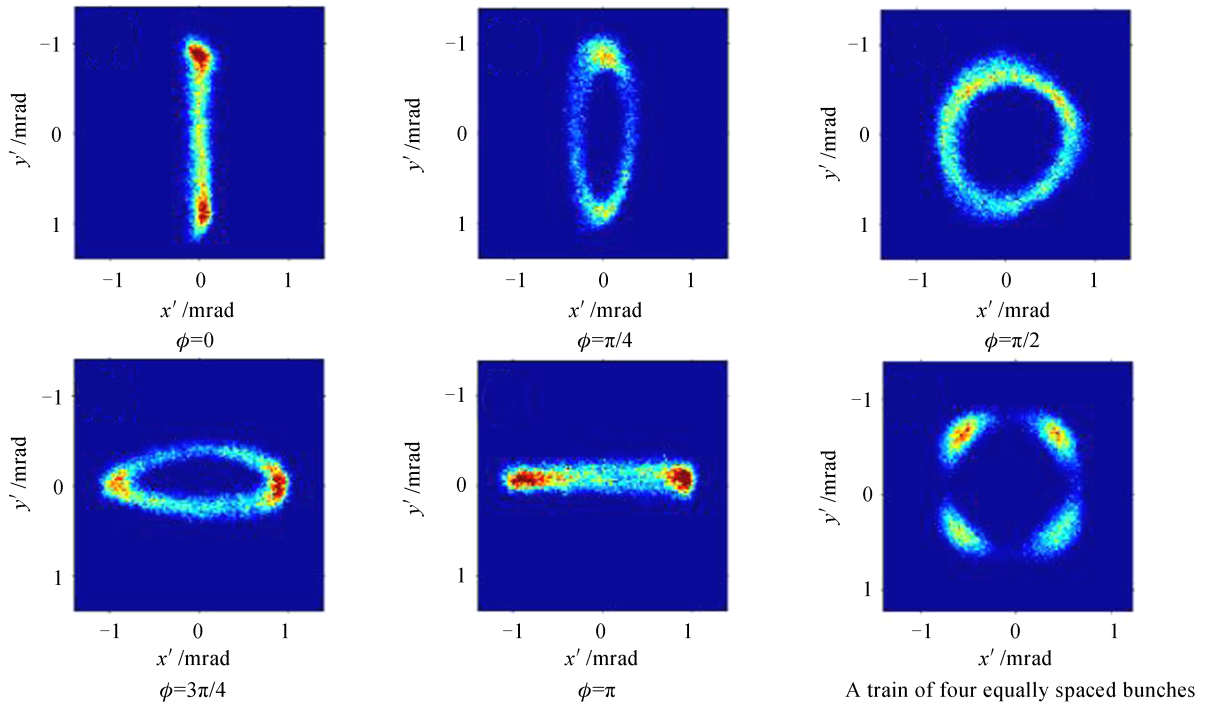 −1
0
1
y′ /mrad
−1 0 1
x′ /mrad
ϕ=0
−1
0
1
y′ /mrad
−1 0 1
x′ /mrad
ϕ=π/4
−1
0
1
y′ /mrad
−1 0 1
x′ /mrad
ϕ=π/2
−1
0
1
y′ /mrad
−1 0 1
x′ /mrad
ϕ=3π/4
−1
0
1
y′ /mrad
−1 0 1
x′ /mrad
ϕ=π
−1
0
1
y′ /mrad
−1 0 1
x′ /mrad
A train of four equally spaced bunches